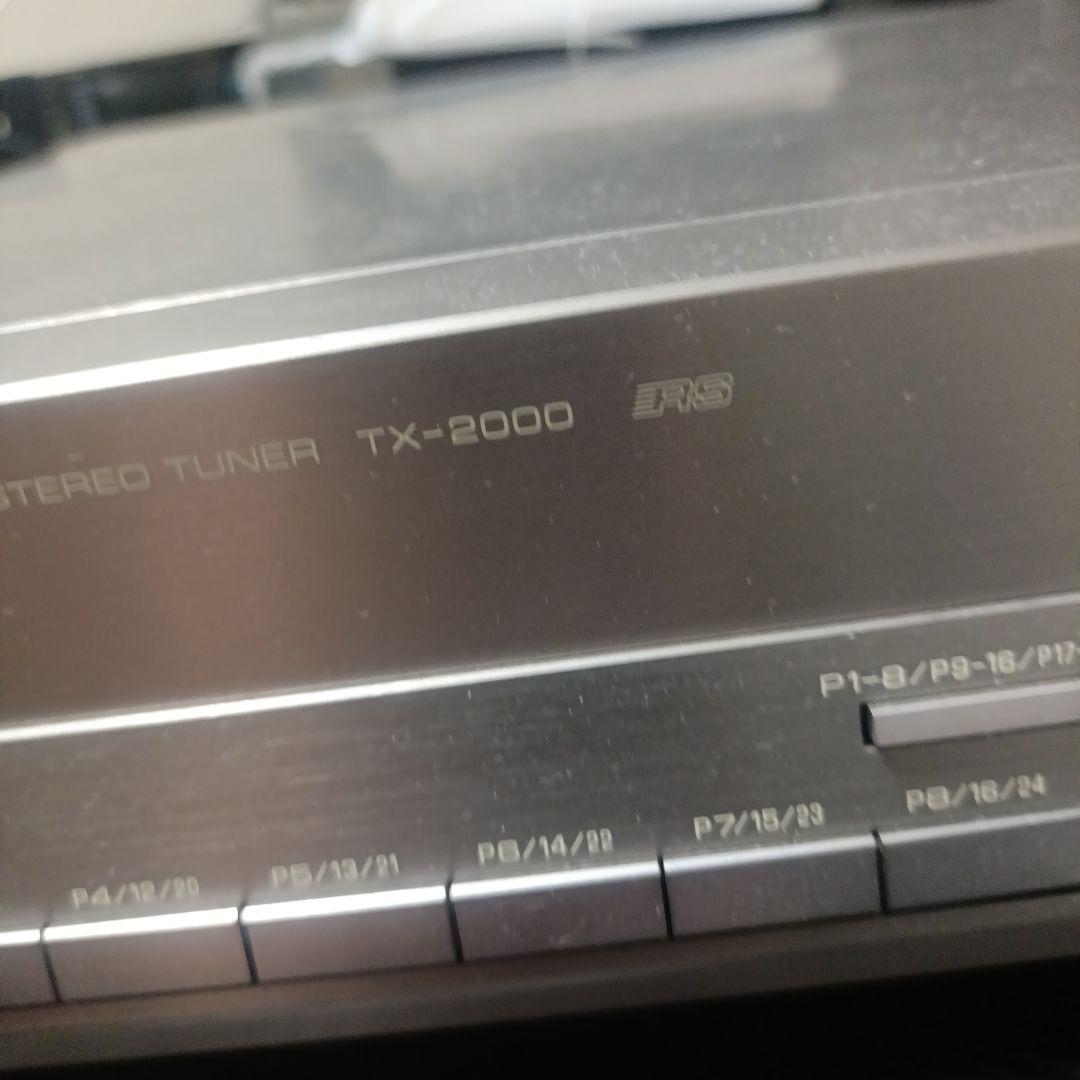 STEREO TUNER TX-2000 RS
P1-8/P9-16/P17-
P4/12/20 P5/13/21 P6/14/22 P7/15/23 P8/16/24